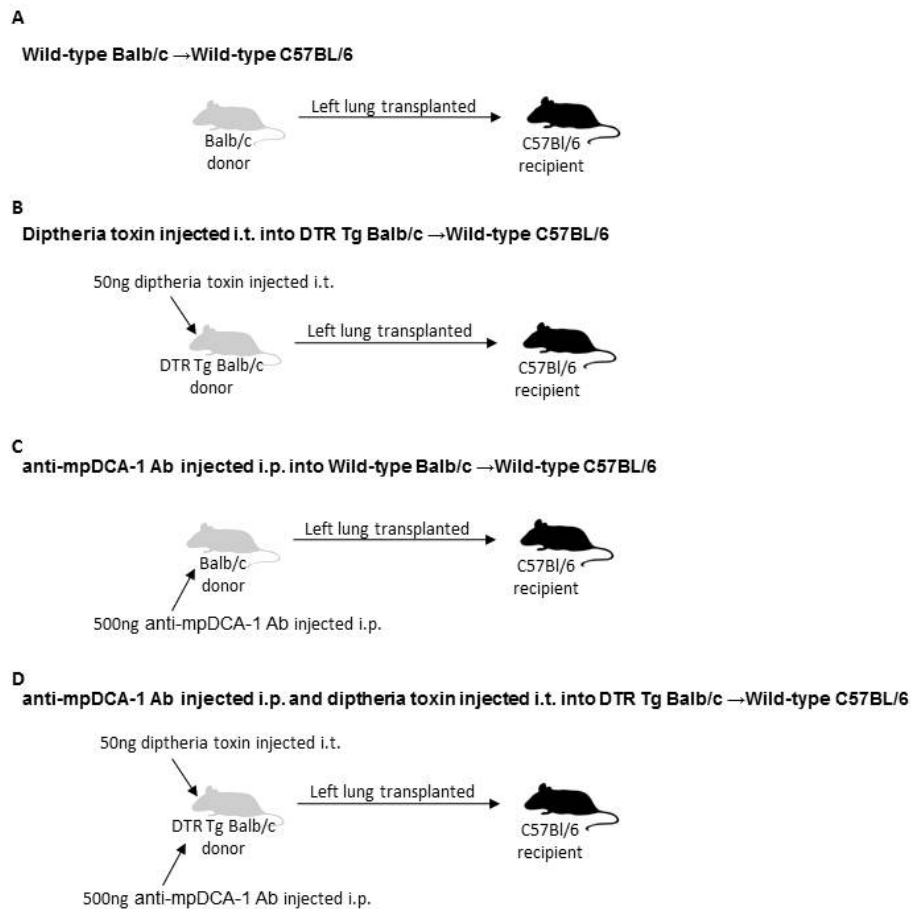 A
Wild-type Balb/c →Wild-type C57BL/6
Left lung transplanted
Balb/c
donor
C57Bl/6
recipient
B
Diptheria toxin injected i.t. into DTR Tg Balb/c →Wild-type C57BL/6
50ng diptheria toxin injected i.t.
Left lung transplanted
DTR Tg Balb/c
donor
C57Bl/6
recipient
C
anti-mpDCA-1 Ab injected i.p. into Wild-type Balb/c →Wild-type C57BL/6
Left lung transplanted
Balb/c
donor
C57Bl/6
recipient
500ng anti-mpDCA-1 Ab injected i.p.
D
anti-mpDCA-1 Ab injected i.p. and diptheria toxin injected i.t. into DTR Tg Balb/c →Wild-type C57BL/6
50ng diptheria toxin injected i.t.
Left lung transplanted
DTR Tg Balb/c
donor
C57Bl/6
recipient
500ng anti-mpDCA-1 Ab injected i.p.